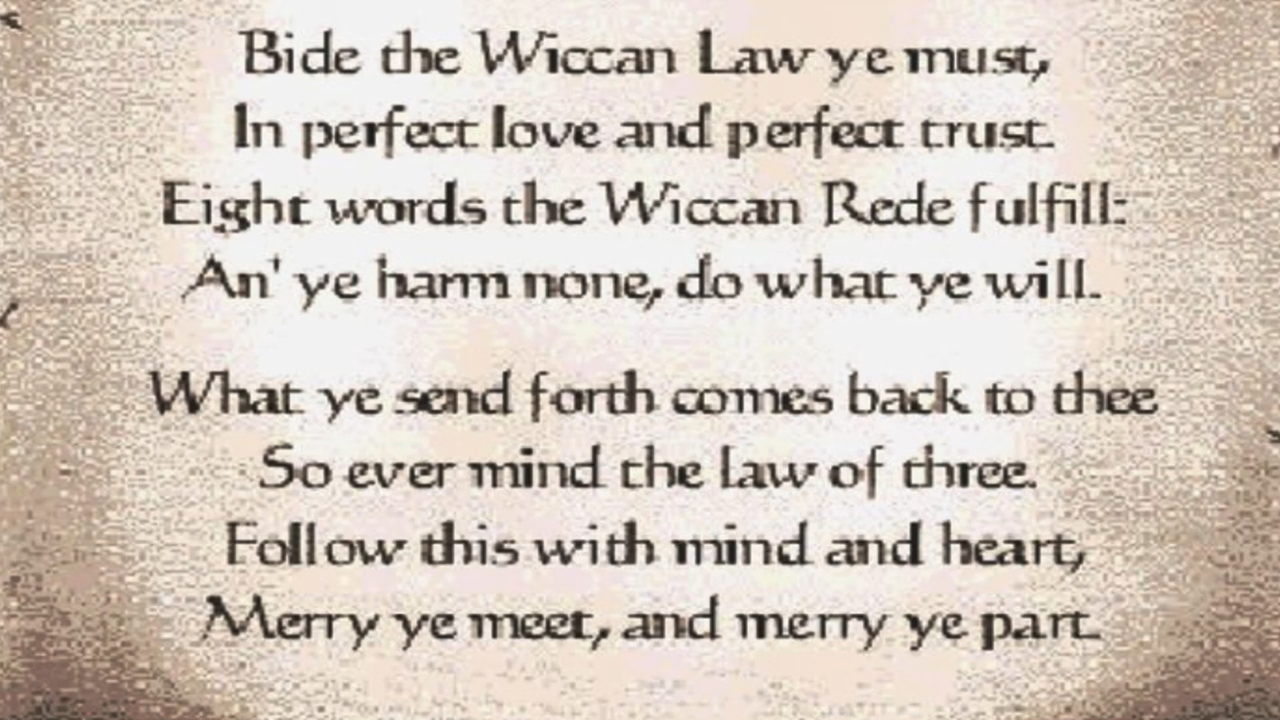 Bide the Wiccan Law ye must,
In perfect love and perfect trust.
Eight words the Wiccan Rede fulfill:
An' ye harm none, do what ye will.
What ye send forth comes back to thee
So ever mind the law of three.
Follow this with mind and heart,
Merry ye meet, and merry ye part.